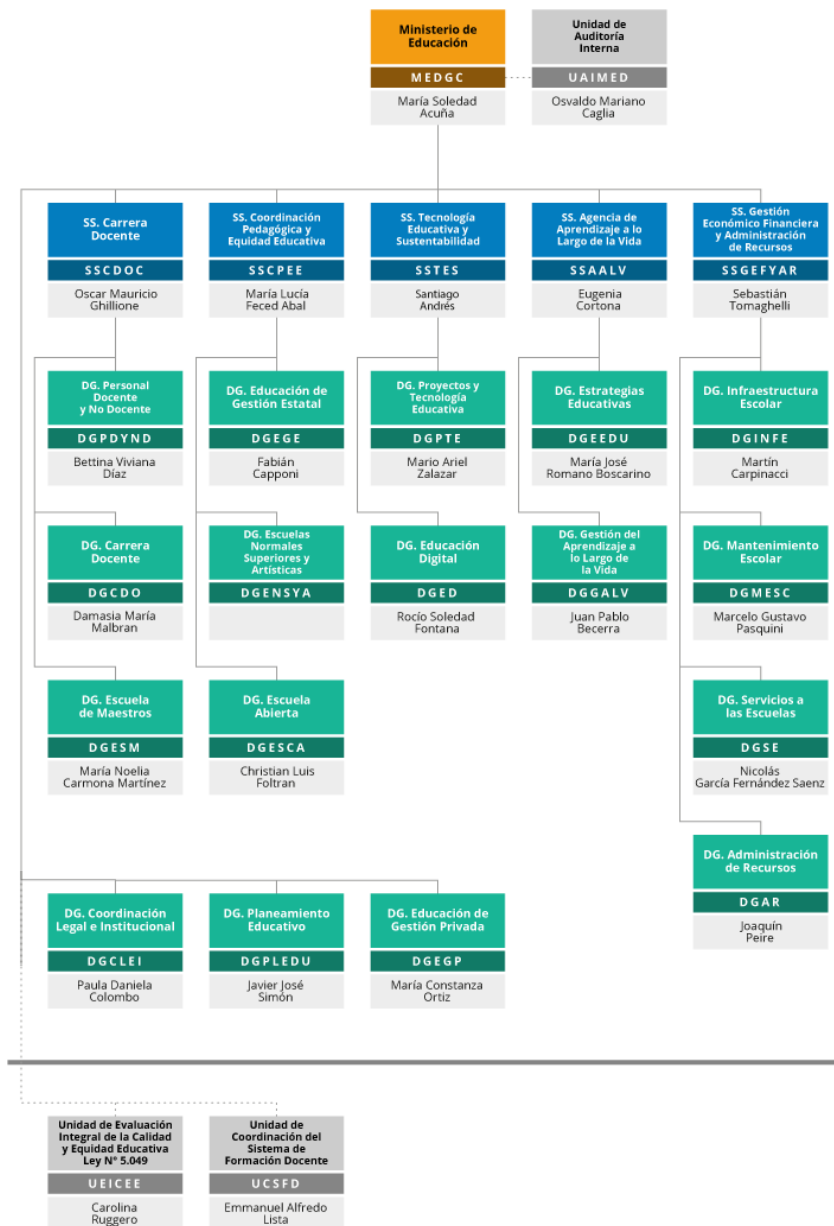 Ministerio de
Educación
MEDGC
María Soledad
Acuña
Unidad de
Auditoría
Interna
UAIMED
Osvaldo Mariano
Caglia
SS. Carrera
Docente
SSCDOC
Oscar Mauricio
Ghillione
SS. Coordinación
Pedagógica y
Equidad Educativa
SSCPEE
María Lucía
Feced Abal
SS. Tecnología
Educativa y
Sustentabilidad
SSTES
Santiago
Andrés
SS. Agencia de
Aprendizaje a lo
Largo de la Vida
SSAALV
Eugenia
Cortona
SS. Gestión
Económico Financiera
y Administración
de Recursos
SSGEFYAR
Sebastián
Tomaghelli
DG. Personal
Docente
y No Docente
DGPDYND
Bettina Viviana
Díaz
DG. Educación de
Gestión Estatal
DGEGE
Fabián
Capponi
DG. Proyectos y
Tecnología
Educativa
DGPTE
Mario Ariel
Zalazar
DG. Estrategias
Educativas
DGEEDU
María José
Romano Boscarino
DG. Infraestructura
Escolar
DGINFE
Martín
Carpinacci
DG. Carrera
Docente
DGCDO
Damasia María
Malbran
DG. Escuelas
Normales
Superiores y
Artísticas
DGENSYA
DG. Educación
Digital
DGED
Rocío Soledad
Fontana
DG. Gestión del
Aprendizaje a
lo Largo de
la Vida
DGGALV
Juan Pablo
Becerra
DG. Mantenimiento
Escolar
DGMESC
Marcelo Gustavo
Pasquini
DG. Escuela
de Maestros
DGESM
María Noelia
Carmona Martínez
DG. Escuela
Abierta
DGESCA
Christian Luis
Foltran
DG. Servicios a
las Escuelas
DGSE
Nicolás
García Fernández Saenz
DG. Administración
de Recursos
DGAR
Joaquín
Peire
DG. Coordinación
Legal e Institucional
DGCLEI
Paula Daniela
Colombo
DG. Planeamiento
Educativo
DGPLEDU
Javier José
Simón
DG. Educación de
Gestión Privada
DGEGP
María Constanza
Ortiz
Unidad de Evaluación
Integral de la Calidad
y Equidad Educativa
Ley N° 5.049
UEICEE
Carolina
Ruggero
Unidad de
Coordinación del
Sistema de
Formación Docente
UCSFD
Emmanuel Alfredo
Lista